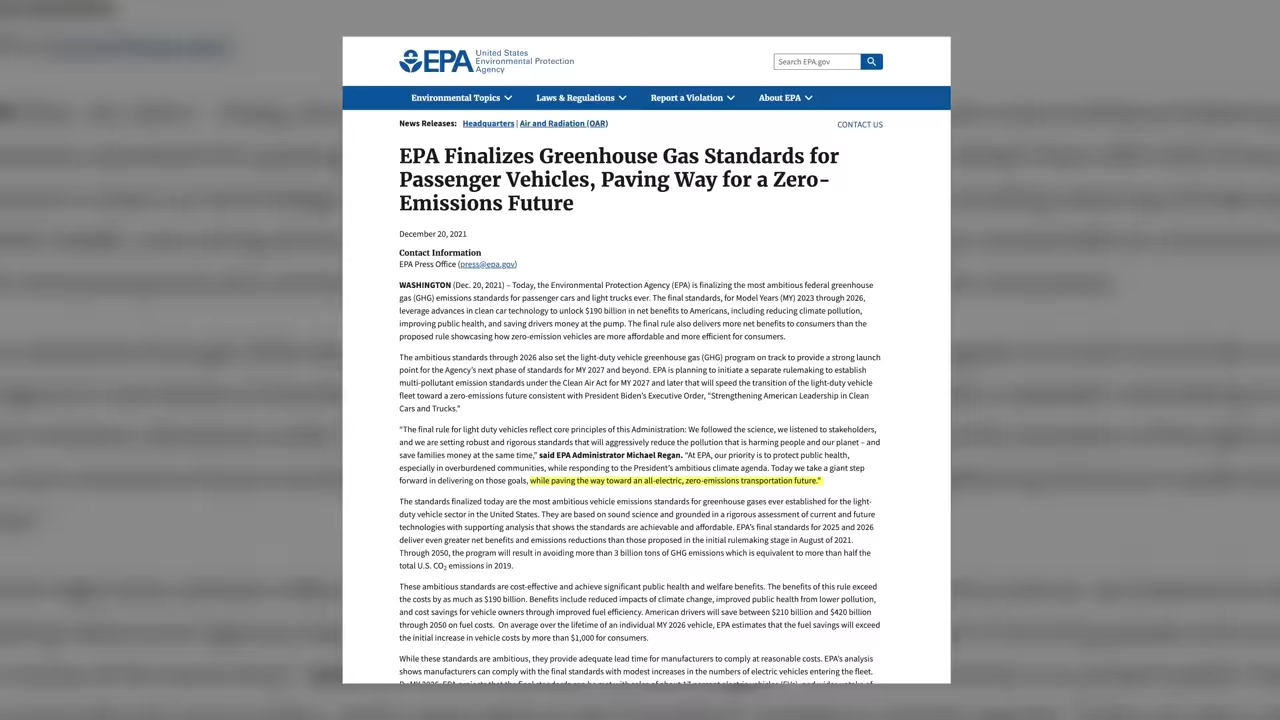 EPA
United States
Environmental Protection
Agency
Search EPA.gov
Environmental Topics
Laws & Regulations
Report a Violation
About EPA
News Releases: Headquarters | Air and Radiation (OAR)
CONTACT US
EPA Finalizes Greenhouse Gas Standards for
Passenger Vehicles, Paving Way for a Zero-
Emissions Future
December 20, 2021
Contact Information
EPA Press Office (press@epa.gov)
WASHINGTON (Dec. 20, 2021) – Today, the Environmental Protection Agency (EPA) is finalizing the most ambitious federal greenhouse
gas (GHG) emissions standards for passenger cars and light trucks ever. The final standards, for Model Years (MY) 2023 through 2026,
leverage advances in clean car technology to unlock $190 billion in net benefits to Americans, including reducing climate pollution,
improving public health, and saving drivers money at the pump. The final rule also delivers more net benefits to consumers than the
proposed rule showcasing how zero-emission vehicles are more affordable and more efficient for consumers.
The ambitious standards through 2026 also set the light-duty vehicle greenhouse gas (GHG) program on track to provide a strong launch
point for the Agency's next phase of standards for MY 2027 and beyond. EPA is planning to initiate a separate rulemaking to establish
multi-pollutant emission standards under the Clean Air Act for MY 2027 and later that will speed the transition of the light-duty vehicle
fleet toward a zero-emissions future consistent with President Biden's Executive Order, "Strengthening American Leadership in Clean
Cars and Trucks."
"The final rule for light duty vehicles reflect core principles of this Administration: We followed the science, we listened to stakeholders,
and we are setting robust and rigorous standards that will aggressively reduce the pollution that is harming people and our planet – and
save families money at the same time," said EPA Administrator Michael Regan. "At EPA, our priority is to protect public health,
especially in overburdened communities, while responding to the President's ambitious climate agenda. Today we take a giant step
forward in delivering on those goals, while paving the way toward an all-electric, zero-emissions transportation future."
The standards finalized today are the most ambitious vehicle emissions standards for greenhouse gases ever established for the light-
duty vehicle sector in the United States. They are based on sound science and grounded in a rigorous assessment of current and future
technologies with supporting analysis that shows the standards are achievable and affordable. EPA's final standards for 2025 and 2026
deliver even greater net benefits and emissions reductions than those proposed in the initial rulemaking stage in August of 2021.
Through 2050, the program will result in avoiding more than 3 billion tons of GHG emissions which is equivalent to more than half the
total U.S. CO₂ emissions in 2019.
These ambitious standards are cost-effective and achieve significant public health and welfare benefits. The benefits of this rule exceed
the costs by as much as $190 billion. Benefits include reduced impacts of climate change, improved public health from lower pollution,
and cost savings for vehicle owners through improved fuel efficiency. American drivers will save between $210 billion and $420 billion
through 2050 on fuel costs. On average over the lifetime of an individual MY 2026 vehicle, EPA estimates that the fuel savings will exceed
the initial increase in vehicle costs by more than $1,000 for consumers.
While these standards are ambitious, they provide adequate lead time for manufacturers to comply at reasonable costs. EPA's analysis
shows manufacturers can comply with the final standards with modest increases in the numbers of electric vehicles entering the fleet.